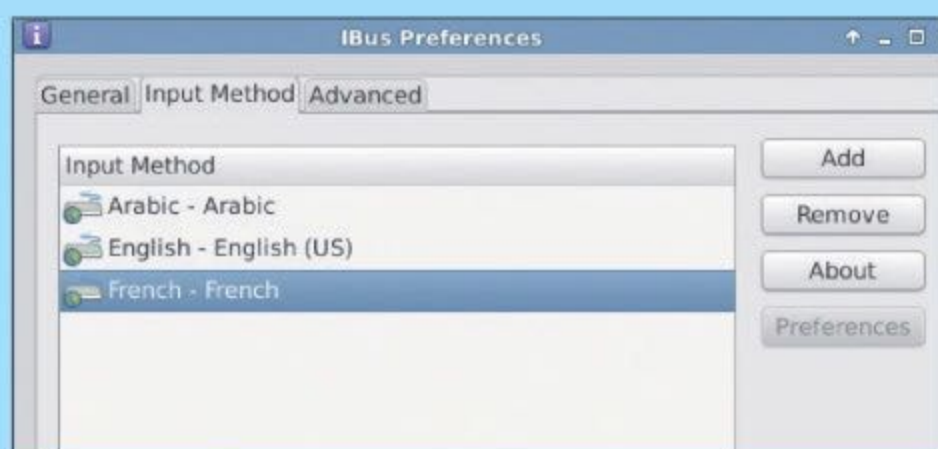 IBus Preferences
General Input Method Advanced
Input Method
Arabic - Arabic
English - English (US)
French - French
Add
Remove
About
Preferences